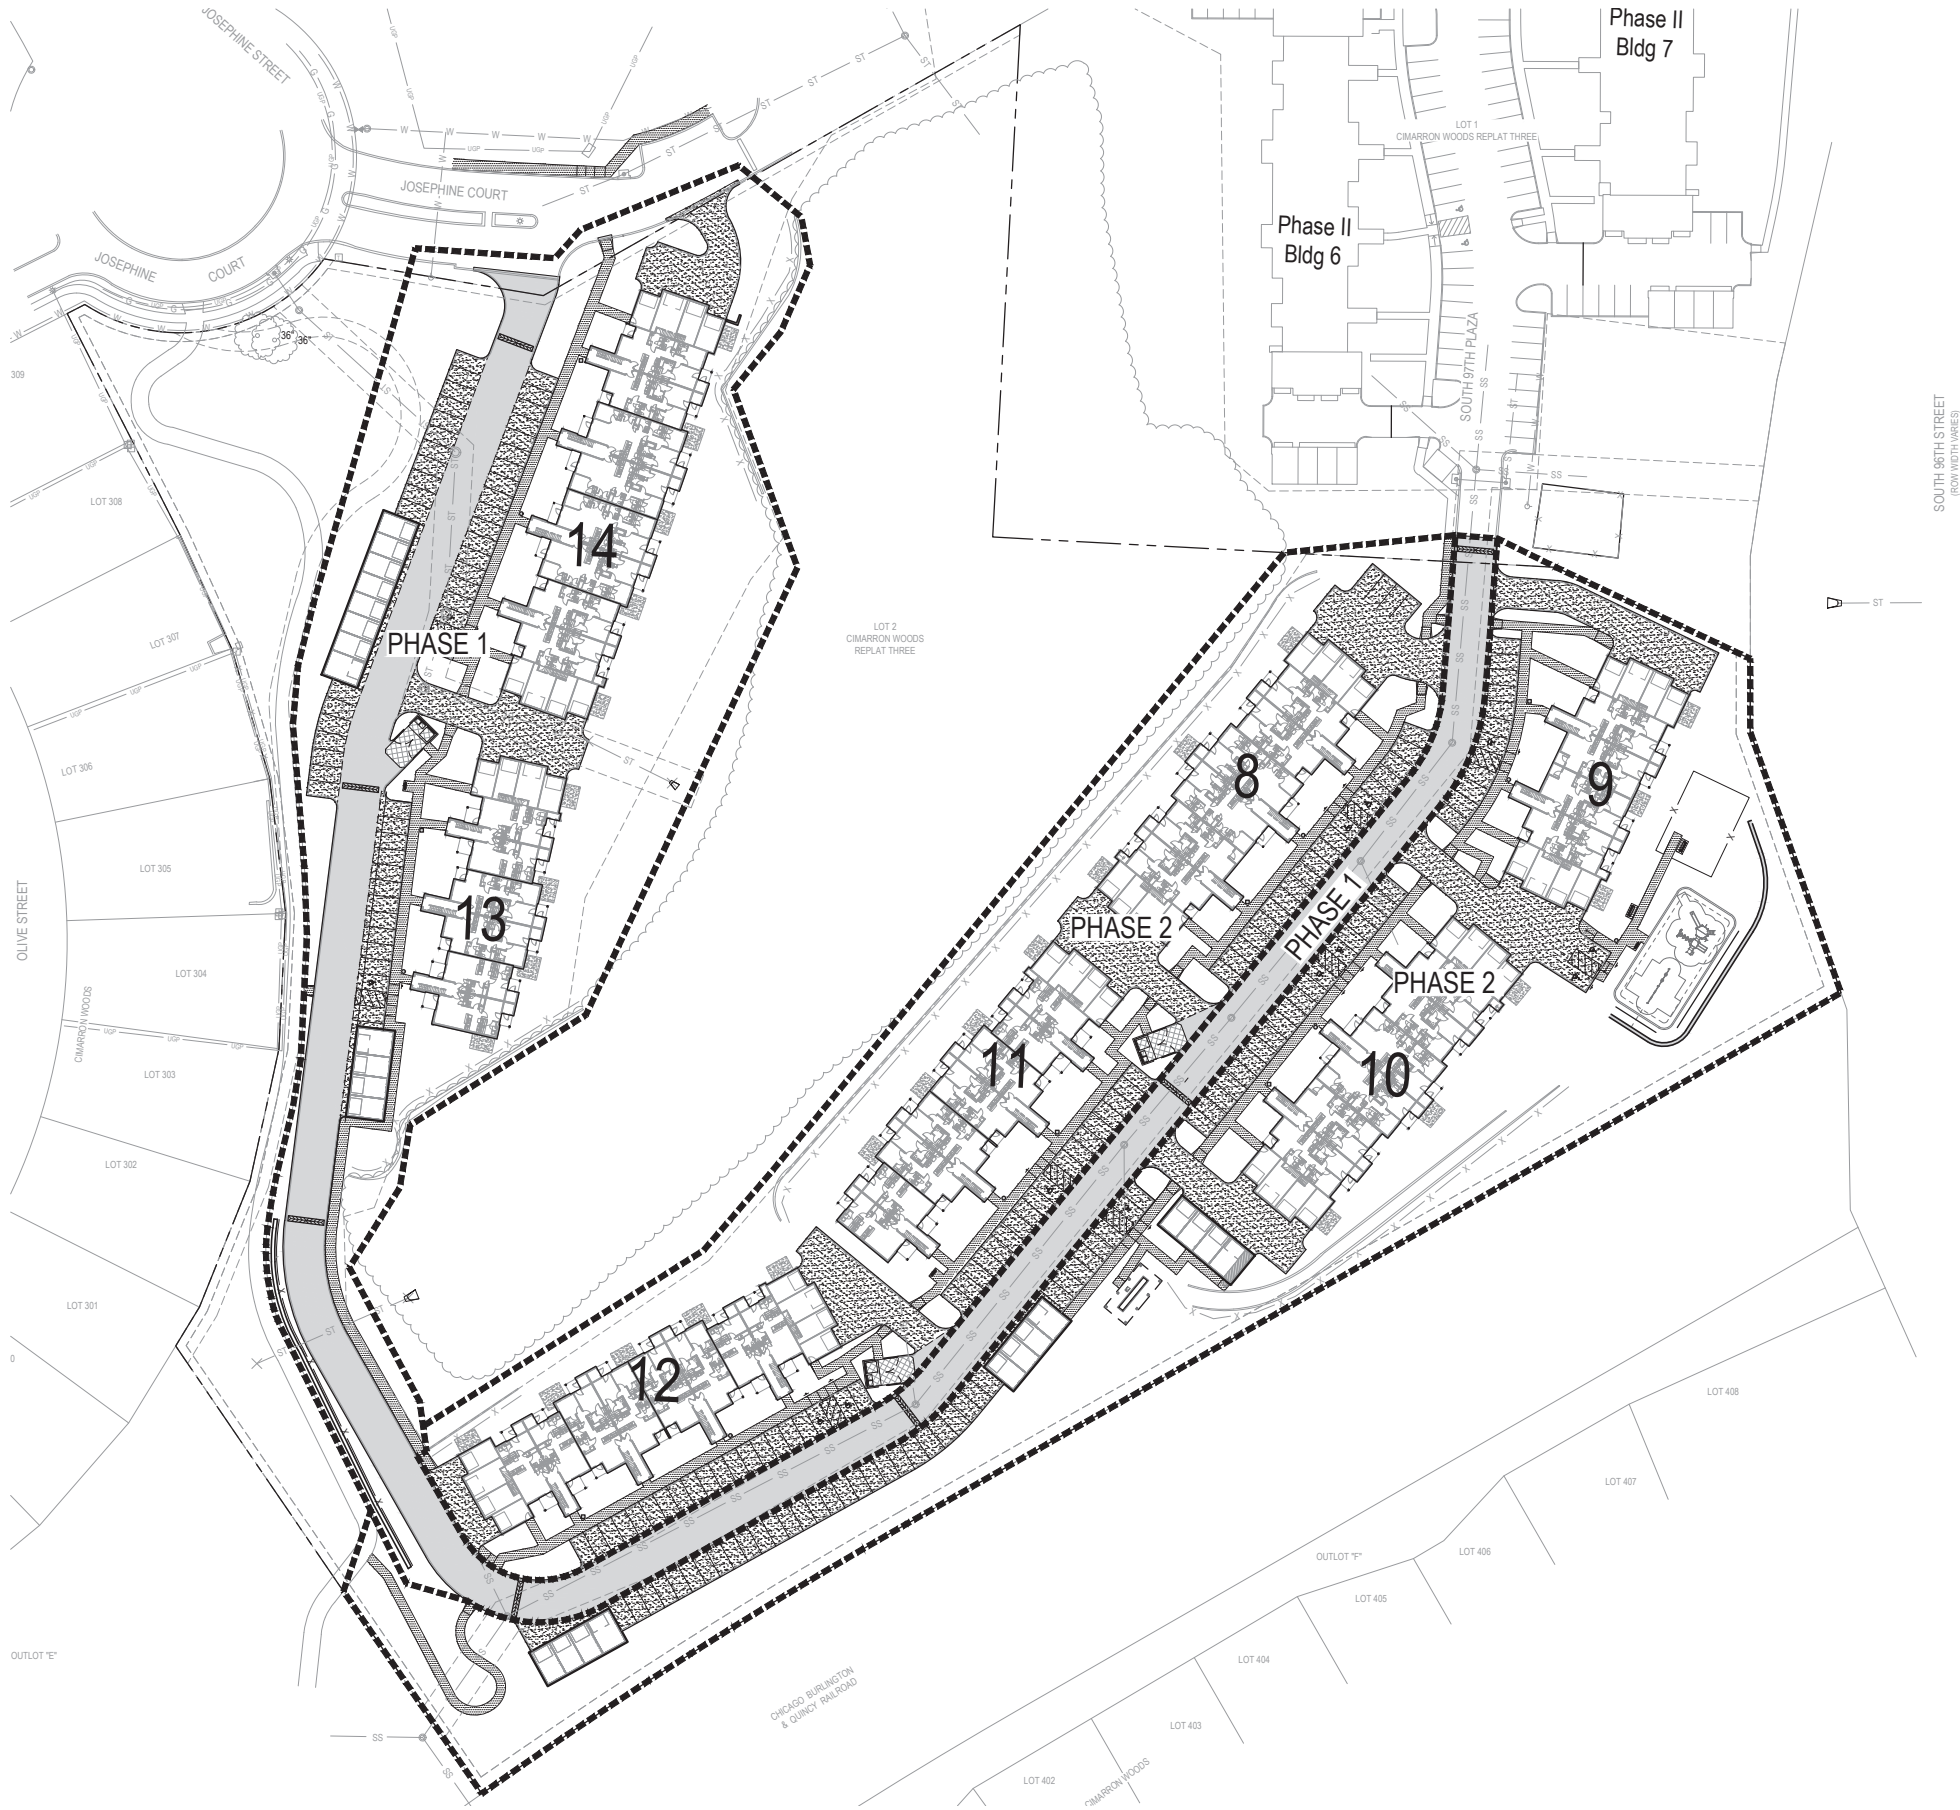 Phase II
Bldg 7
JOSEPHINE STREET
LOT 1
CIMARRON WOODS REPLAT THREE
JOSEPHINE COURT
Phase II
Bldg 6
JOSEPHINE
COURT
36"
36"
SOUTH 97TH PLAZA
309
SOUTH 96TH STREET
(ROW WIDTH VARIES)
LOT 308
14
LOT 307
PHASE 1
LOT 2
CIMARRON WOODS
REPLAT THREE
LOT 306
8
9
LOT 305
OLIVE STREET
13
PHASE 2
PHASE 1
LOT 304
PHASE 2
CIMARRON WOODS
LOT 303
11
10
LOT 302
LOT 301
0
12
LOT 408
LOT 407
LOT 406
OUTLOT "F"
LOT 405
OUTLOT "E"
LOT 404
CHICAGO BURLINGTON
& QUINCY RAILROAD
LOT 403
LOT 402
CIMARRON WOODS